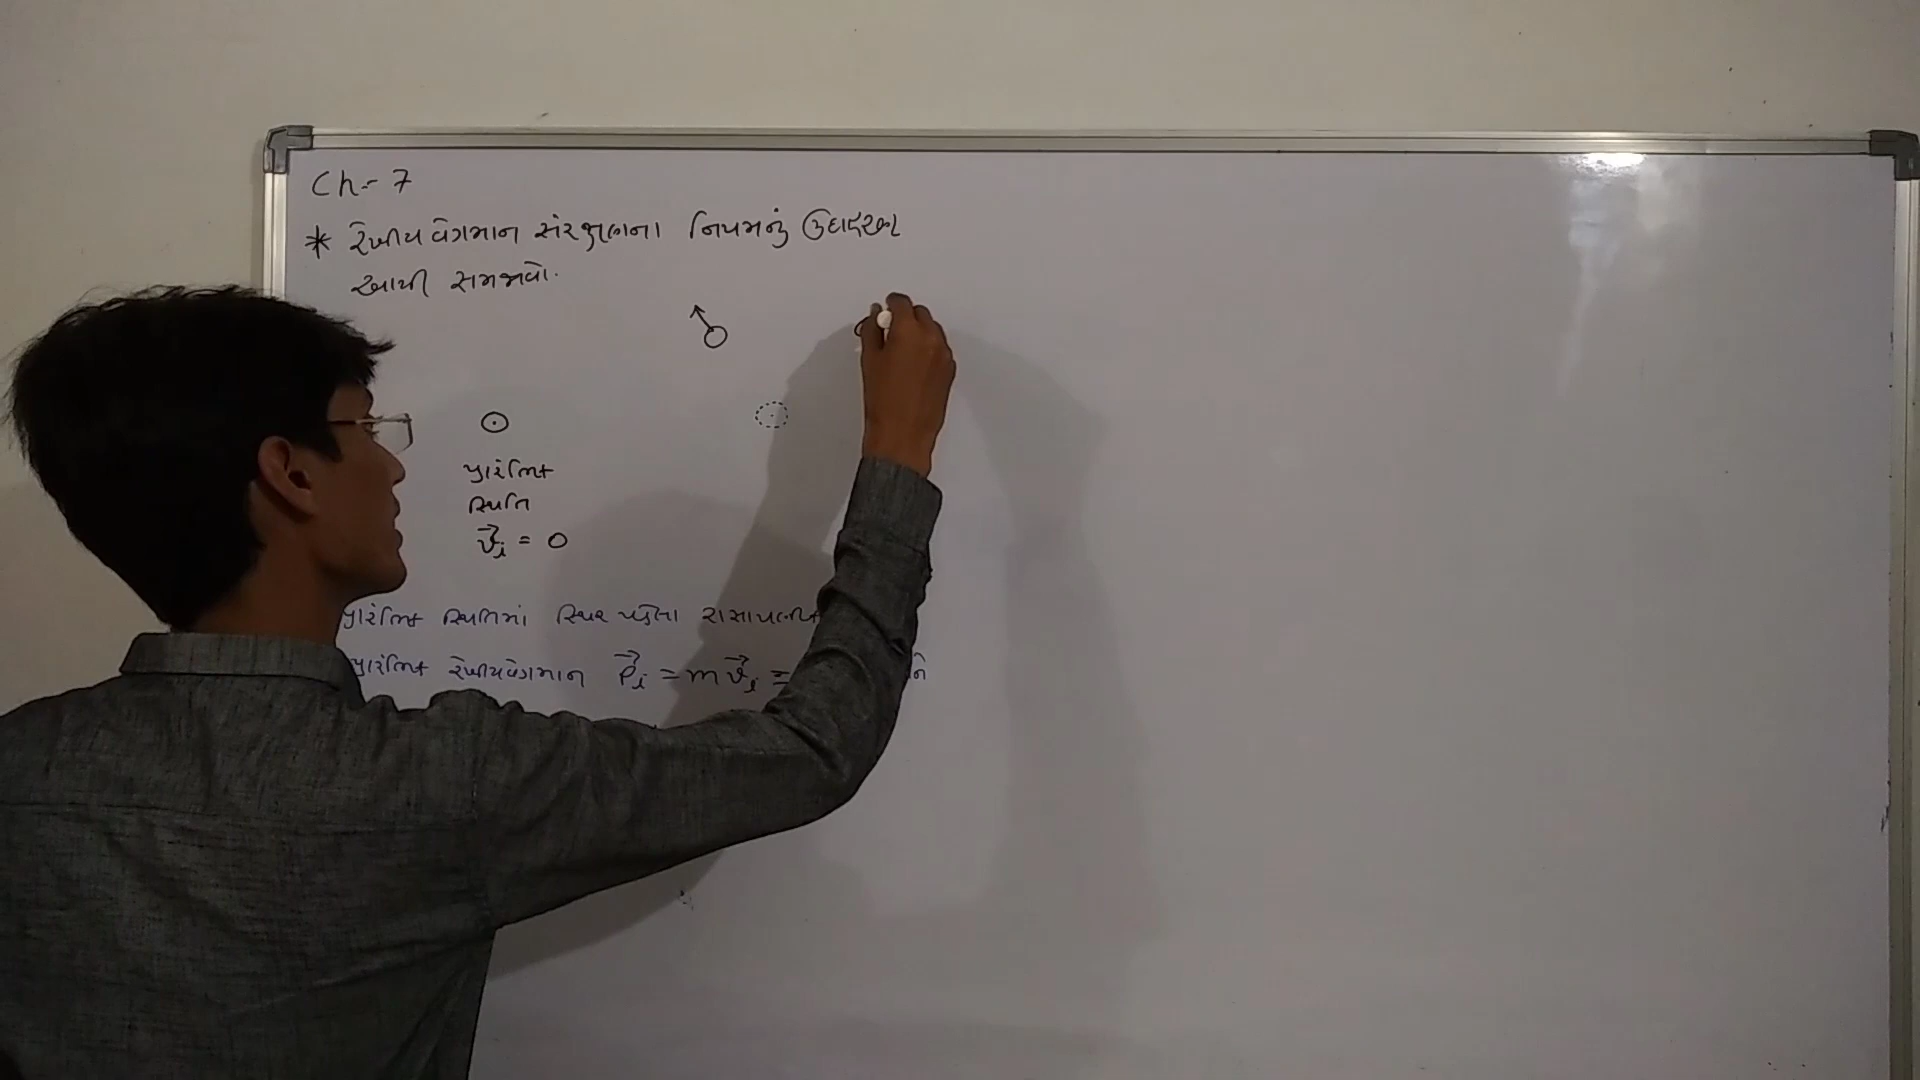 Ch - 7
* રેખીય વેગમાન સંરક્ષણના નિયમનું ઉદાહરણ
આપી સમજાવો.
પ્રારંભિક
સ્થિતિ
v⃗ᵢ = 0
પ્રારંભિક સ્થિતિમાં સ્થિર પડેલા રાસાયણીક
પ્રારંભિક રેખીયવેગમાન P⃗ᵢ = m v⃗ᵢ =